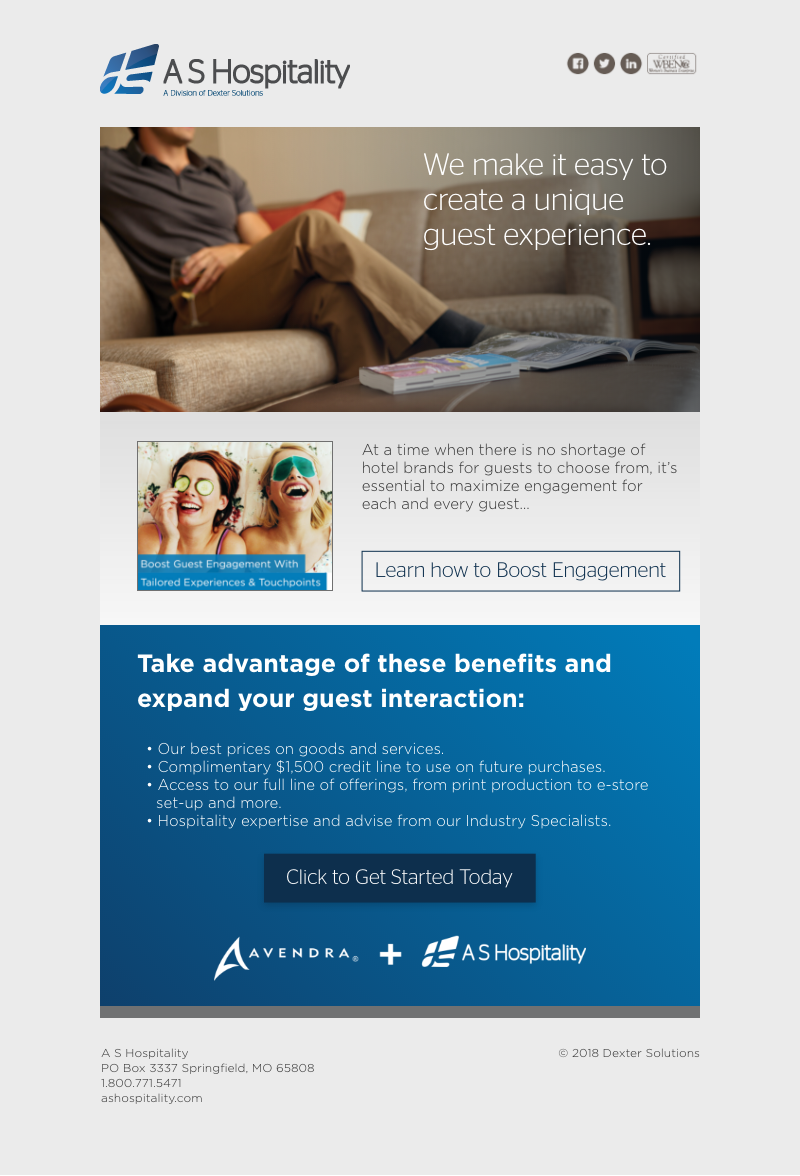 A S Hospitality
A Division of Dexter Solutions
Certified
WBENC
Women's Business Enterprise
We make it easy to
create a unique
guest experience.
At a time when there is no shortage of
hotel brands for guests to choose from, it's
essential to maximize engagement for
each and every guest...
Boost Guest Engagement With
Tailored Experiences & Touchpoints
Learn how to Boost Engagement
Take advantage of these benefits and
expand your guest interaction:
• Our best prices on goods and services.
• Complimentary $1,500 credit line to use on future purchases.
• Access to our full line of offerings, from print production to e-store
set-up and more.
• Hospitality expertise and advise from our Industry Specialists.
Click to Get Started Today
AVENDRA® + A S Hospitality
A S Hospitality
PO Box 3337 Springfield, MO 65808
1.800.771.5471
ashospitality.com
© 2018 Dexter Solutions